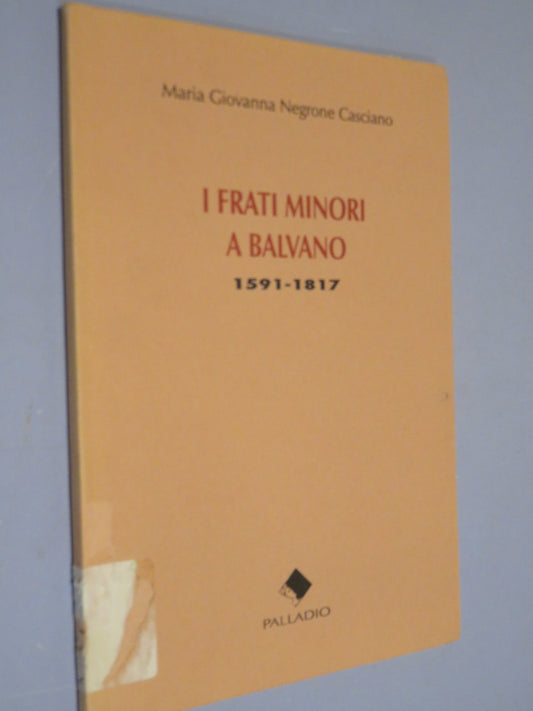 Maria Giovanna Negrone Casciano
I FRATI MINORI
A BALVANO
1591-1817
PALLADIO